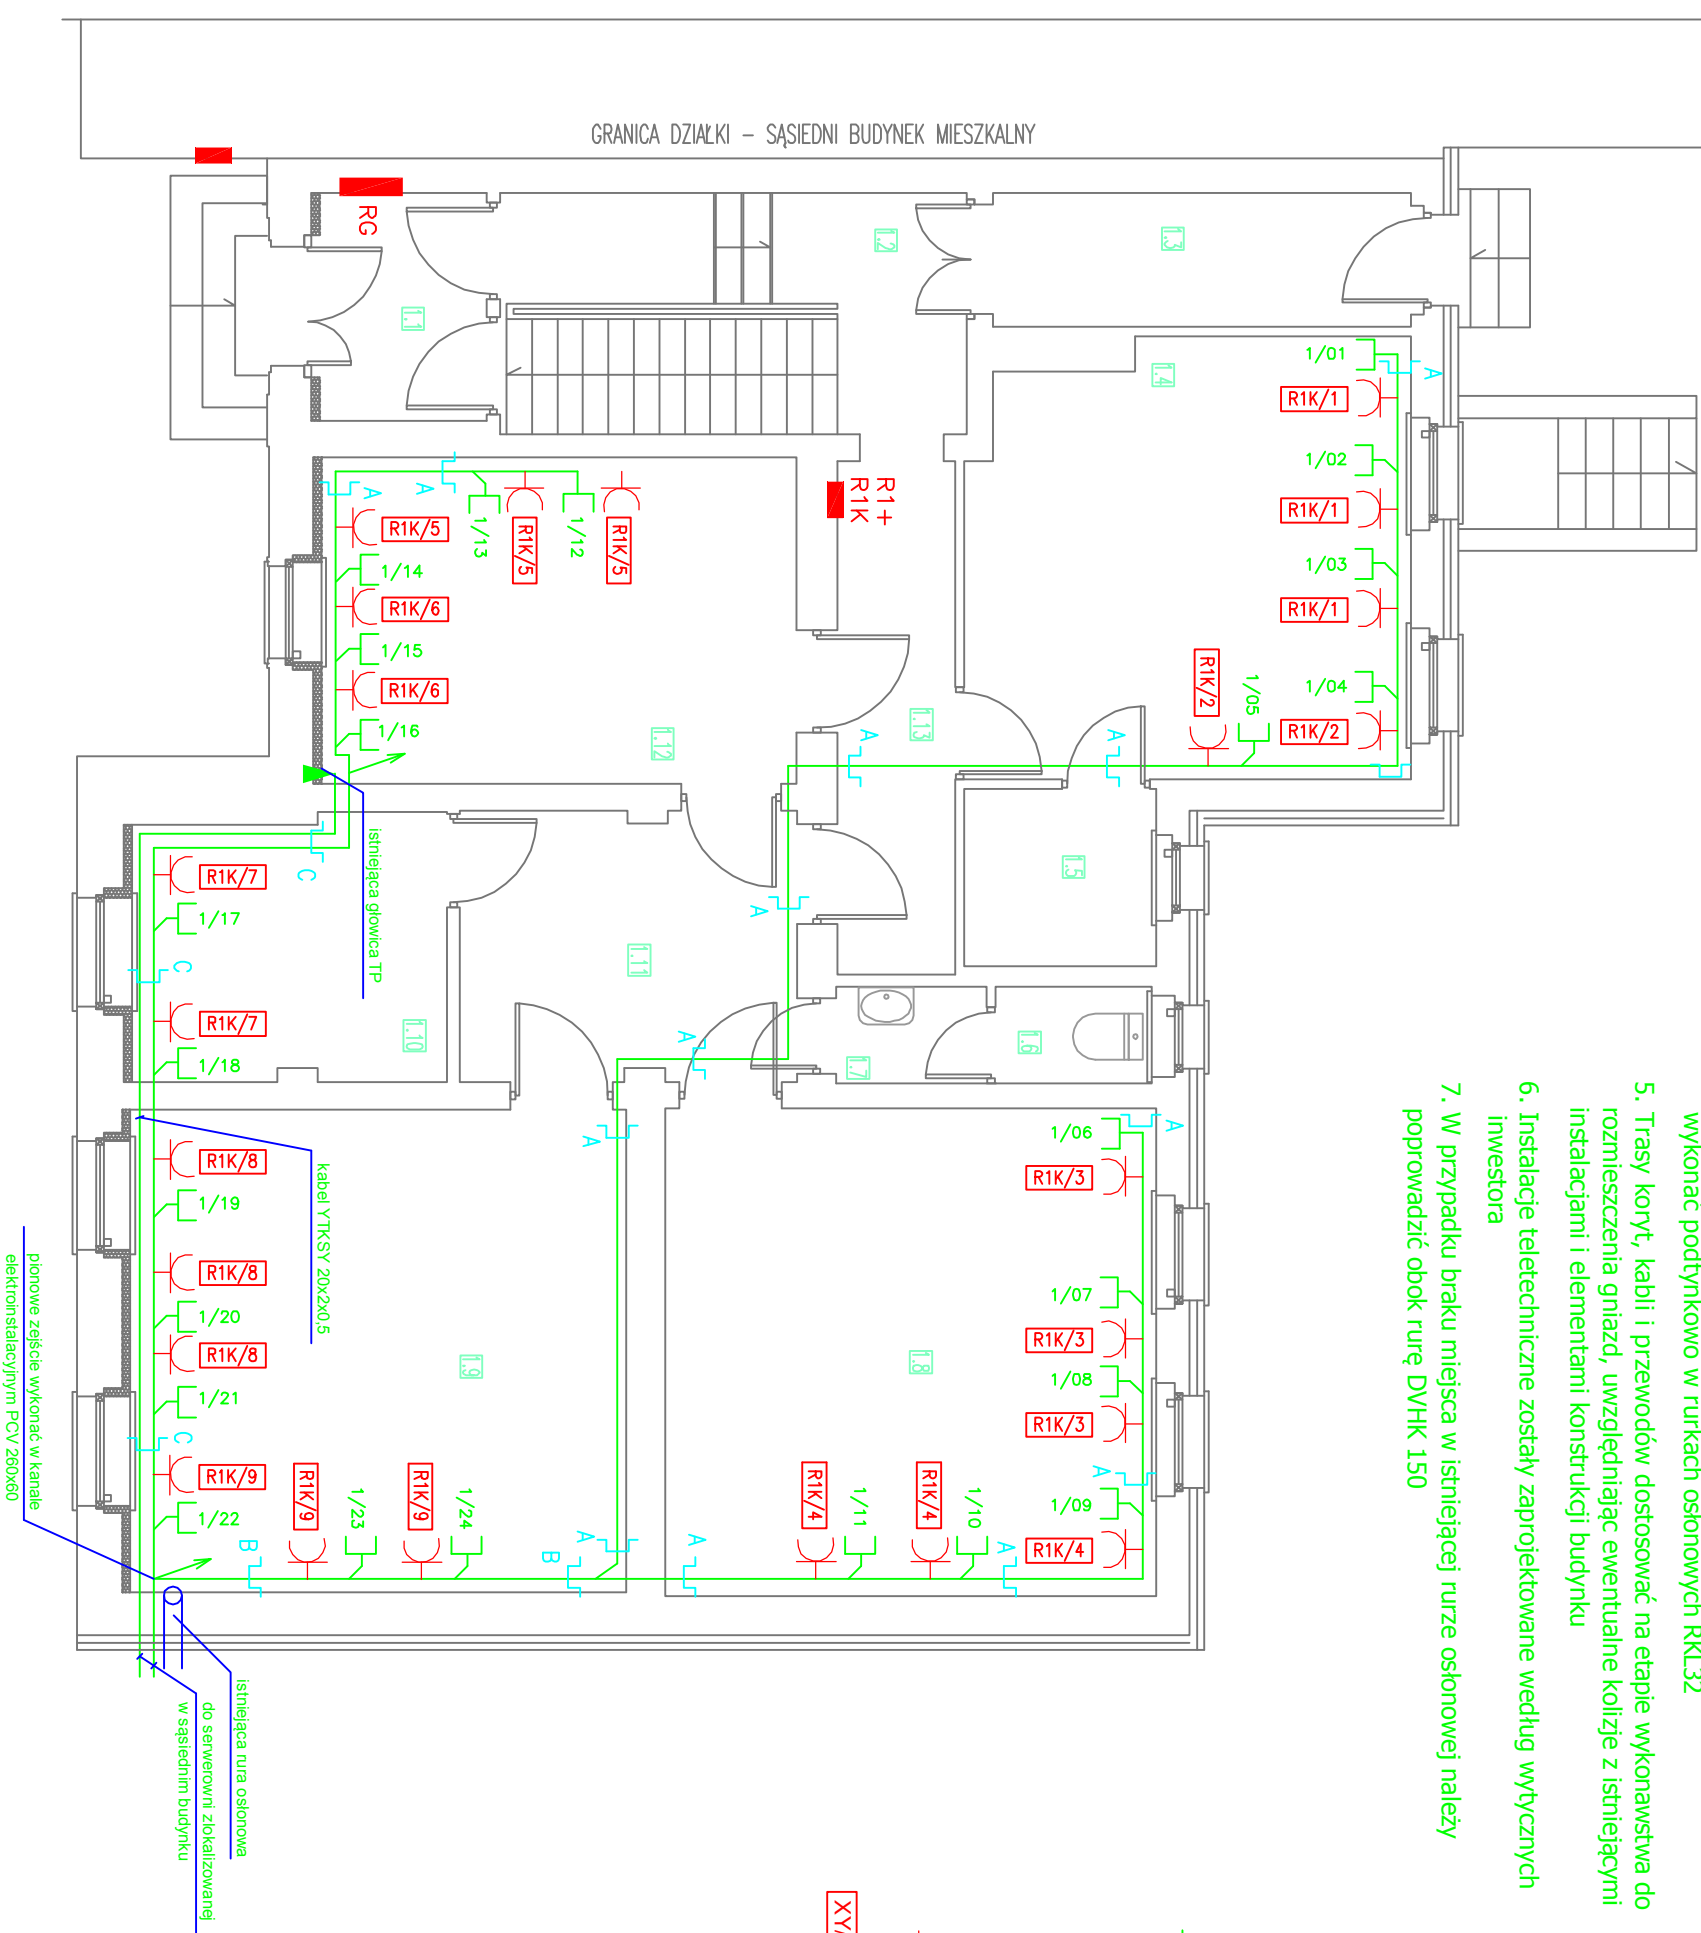 GRANICA DZIAŁKI – SĄSIEDNI BUDYNEK MIESZKALNY
RG
1.1
1.2
1.3
1.4
1/01
A
R1K/1
1/02
R1K/1
1/03
R1K/1
1/04
R1K/2
R1K/2
1/05
A
R1+
R1K
A
A
R1K/5
1/13
R1K/5
1/12
R1K/5
1/14
R1K/6
1/15
R1K/6
1/16
1.12
1.13
A
1.5
A
istniejąca głowica TP
C
R1K/7
1/17
C
R1K/7
1/18
1.10
1.11
A
1.7
1.6
A
kabel YTKSY 20x2x0,5
R1K/8
1/19
R1K/8
1/20
R1K/8
1/21
C
R1K/9
1/22
R1K/9
1/23
R1K/9
1/24
B
B
A
1.9
1.8
1/06
A
R1K/3
1/07
R1K/3
1/08
R1K/3
A
1/09
R1K/4
R1K/4
1/11
R1K/4
1/10
A
A
pionowe zejście wykonać w kanale
elektroinstalacyjnym PCV 260x60
istniejąca rura osłonowa
do serwerowni zlokalizowanej
w sąsiednim budynku
wykonać podtynkowo w rurkach osłonowych RKL32
5. Trasy koryt, kabli i przewodów dostosować na etapie wykonawstwa do
rozmieszczenia gniazd, uwzględniając ewentualne kolizje z istniejącymi
instalacjami i elementami konstrukcji budynku
6. Instalacje teletechniczne zostały zaprojektowane według wytycznych
inwestora
7. W przypadku braku miejsca w istniejącej rurze osłonowej należy
poprowadzić obok rurę DVHK 150